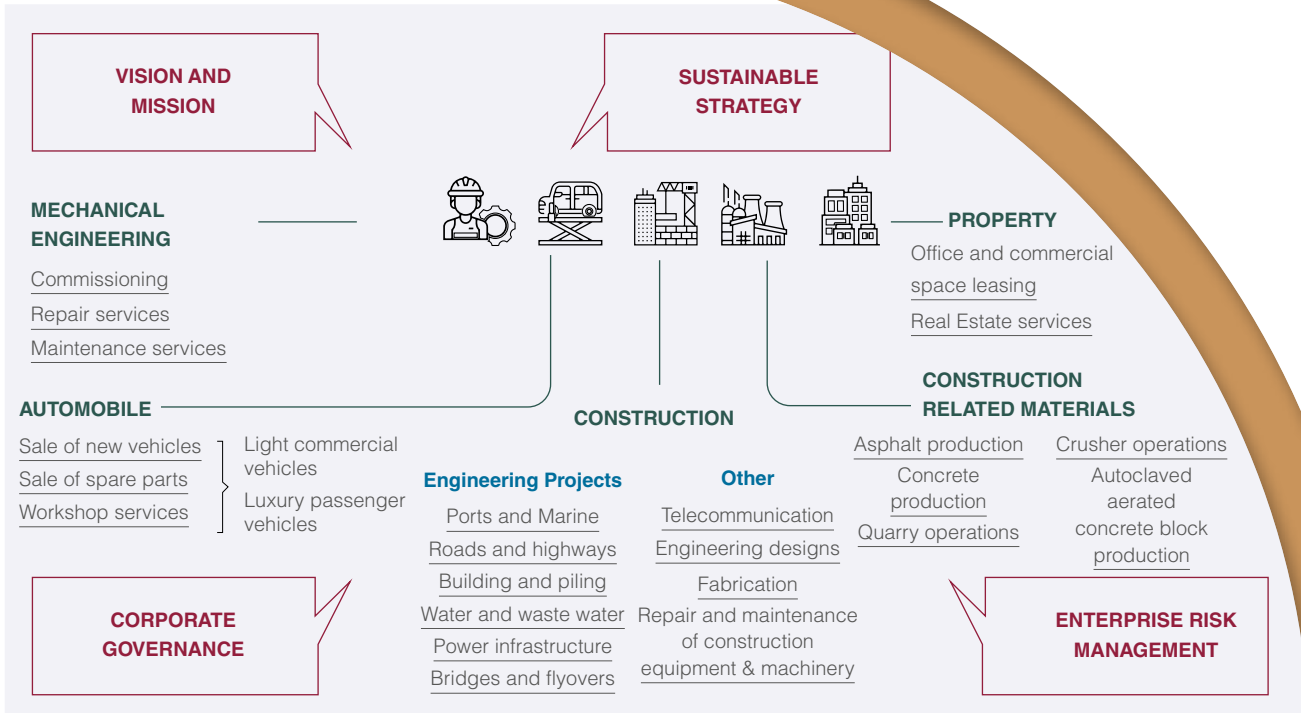 VISION AND
MISSION
SUSTAINABLE
STRATEGY
MECHANICAL
ENGINEERING
Commissioning
Repair services
Maintenance services
PROPERTY
Office and commercial
space leasing
Real Estate services
AUTOMOBILE
Sale of new vehicles
Sale of spare parts
Workshop services
Light commercial
vehicles
Luxury passenger
vehicles
CONSTRUCTION
Engineering Projects
Ports and Marine
Roads and highways
Building and piling
Water and waste water
Power infrastructure
Bridges and flyovers
Other
Telecommunication
Engineering designs
Fabrication
Repair and maintenance
of construction
equipment & machinery
CONSTRUCTION
RELATED MATERIALS
Asphalt production
Concrete
production
Quarry operations
Crusher operations
Autoclaved
aerated
concrete block
production
CORPORATE
GOVERNANCE
ENTERPRISE RISK
MANAGEMENT